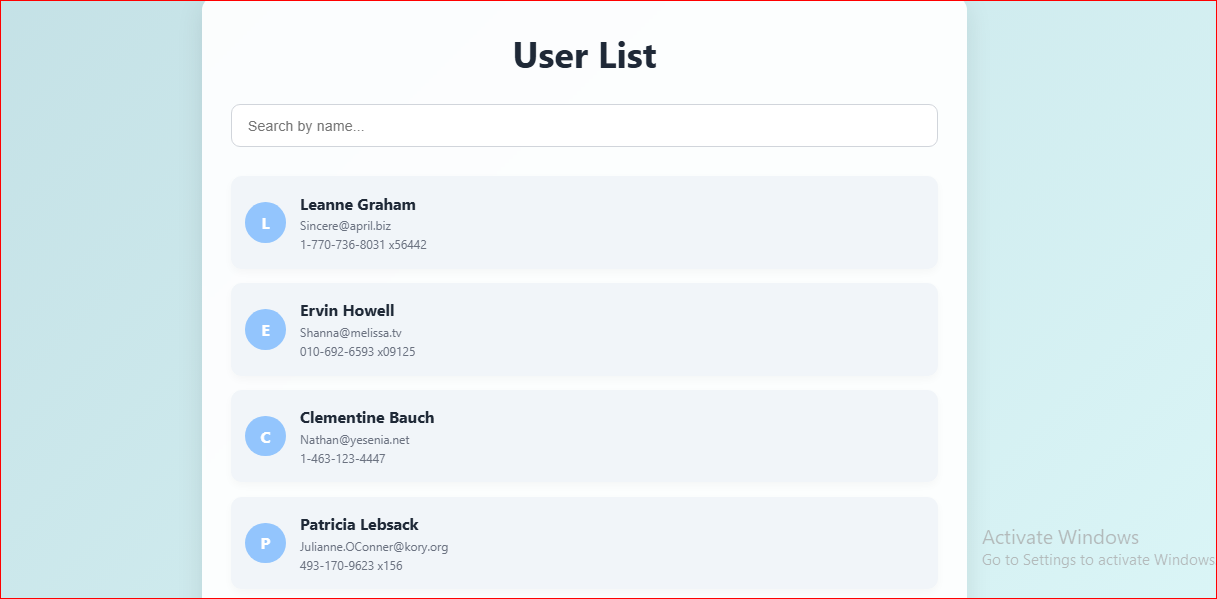 User List
Search by name...
L
Leanne Graham
Sincere@april.biz
1-770-736-8031 x56442
E
Ervin Howell
Shanna@melissa.tv
010-692-6593 x09125
C
Clementine Bauch
Nathan@yesenia.net
1-463-123-4447
P
Patricia Lebsack
Julianne.OConner@kory.org
493-170-9623 x156
Activate Windows
Go to Settings to activate Windows